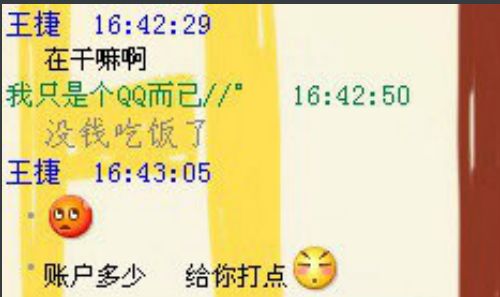 王捷 16:42:29
在干嘛啊
我只是个QQ而已//° 16:42:50
没钱吃饭了
王捷 16:43:05
账户多少 给你打点